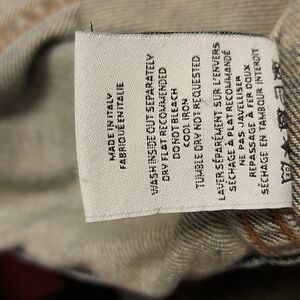 MADE IN ITALY
FABRIQUÉ EN ITALIE
WASH INSIDE OUT SEPARATELY
DRY FLAT RECOMMENDED
DO NOT BLEACH
COOL IRON
TUMBLE DRY NOT REQUESTED
LAVER SÉPARÉMENT SUR L'ENVERS
SÉCHAGE À PLAT RECOMMANDÉ
NE PAS JAVELLISER
REPASSAGE À FER DOUX
SÉCHAGE EN TAMBOUR INTERDIT